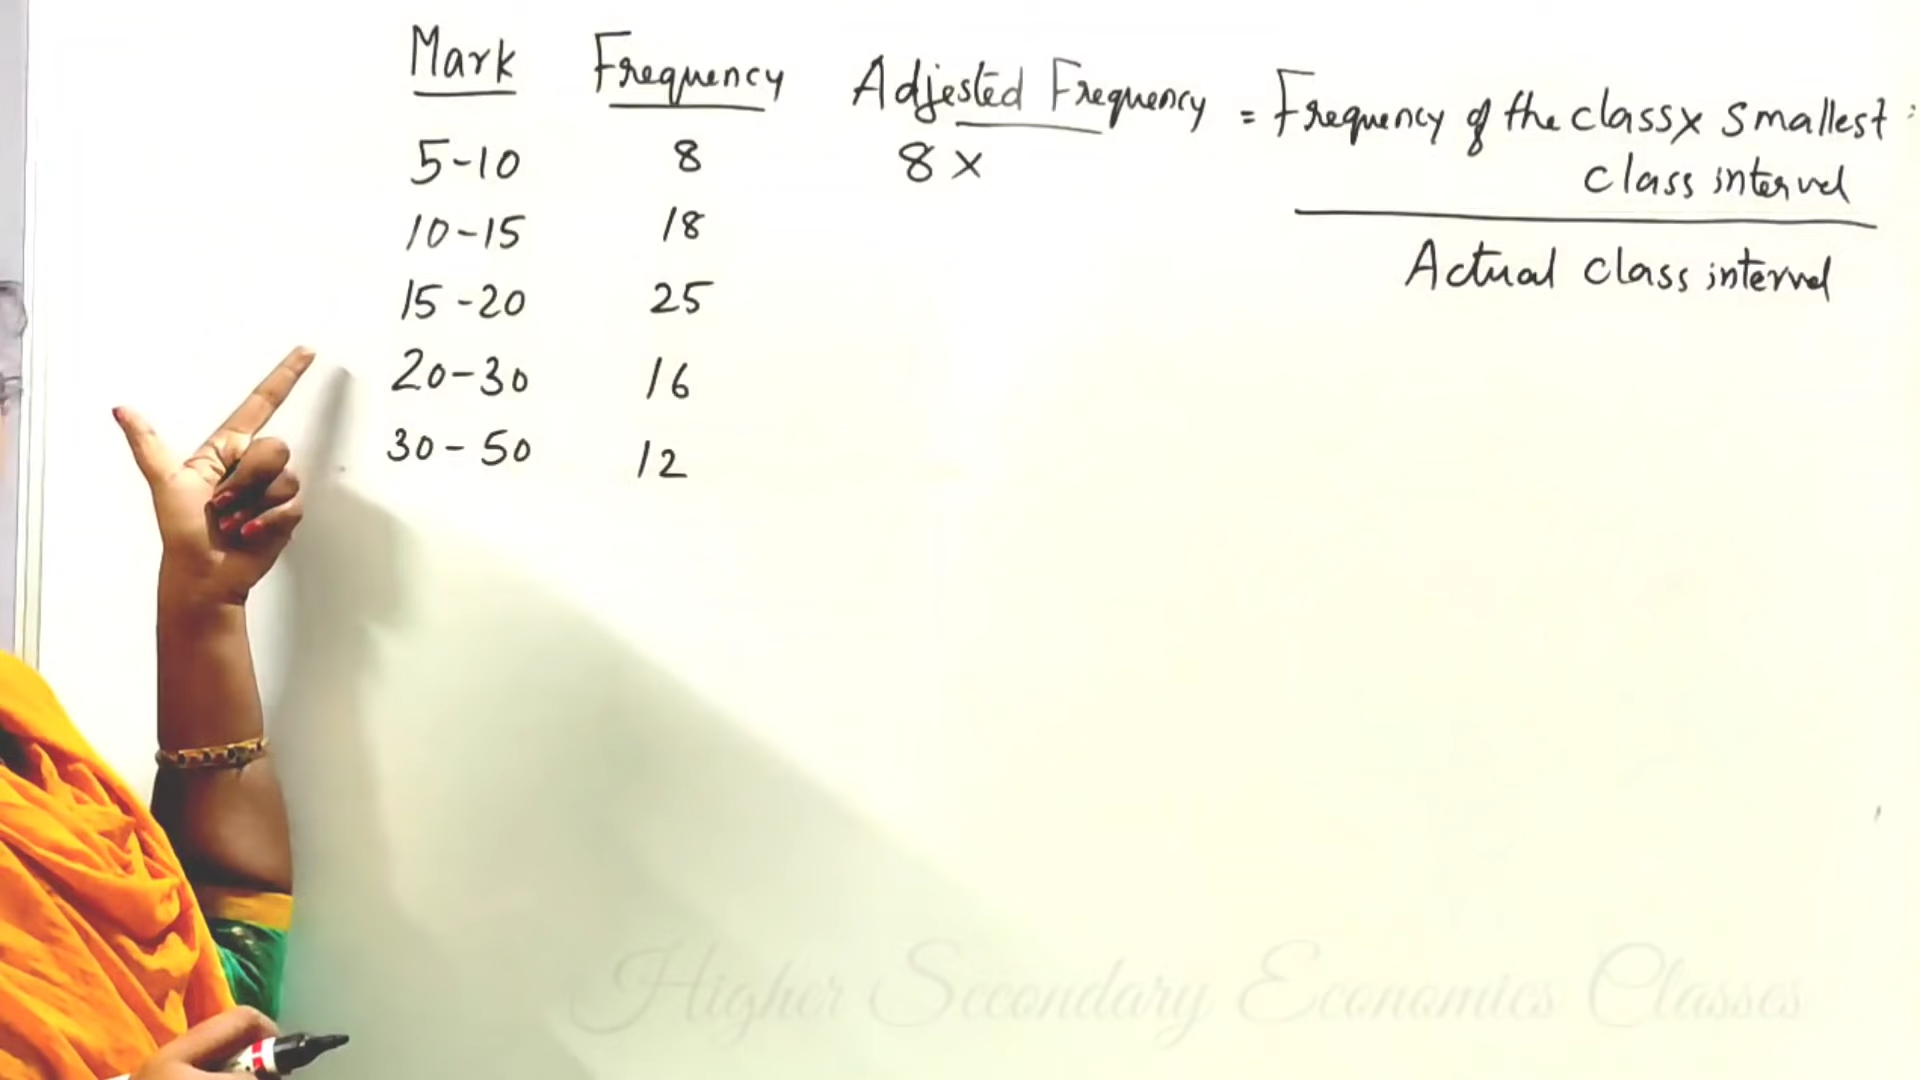 Mark Frequency Adjested Frequency = Frequency of the class x smallest
class interval
Actual class interval
5-10 8 8 x
10-15 18
15-20 25
20-30 16
30-50 12
Higher Secondary Economics Classes